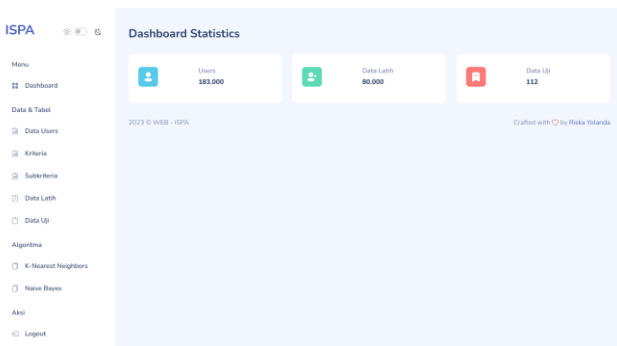 ISPA
Menu
Dashboard
Data & Tabel
Data Users
Kriteria
Subkriteria
Data Latih
Data Uji
Algoritma
K-Nearest Neighbors
Naive Bayes
Aksi
Logout
Dashboard Statistics
Users
183.000
Data Latih
80.000
Data Uji
112
2023 © WEB - ISPA
Crafted with by Riska Yolanda